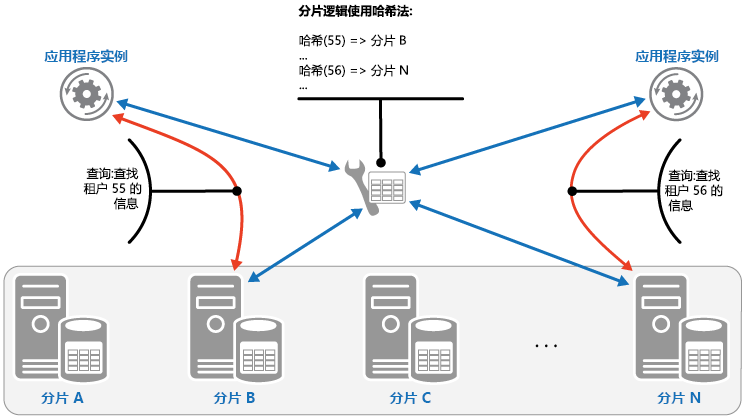 分片逻辑使用哈希法:
哈希(55) => 分片 B
...
哈希(56) => 分片 N
...
应用程序实例
应用程序实例
查询:查找
租户 55 的
信息
查询:查找
租户 56 的
信息
...
分片 A
分片 B
分片 C
分片 N